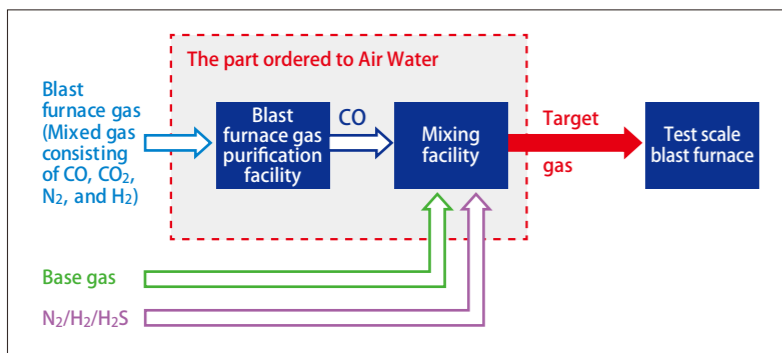 The part ordered to Air Water
Blast
furnace gas
(Mixed gas
consisting
of CO, CO₂,
N₂, and H₂)
Blast
furnace gas
purification
facility
CO
Mixing
facility
Target
gas
Test scale
blast furnace
Base gas
N₂/H₂/H₂S